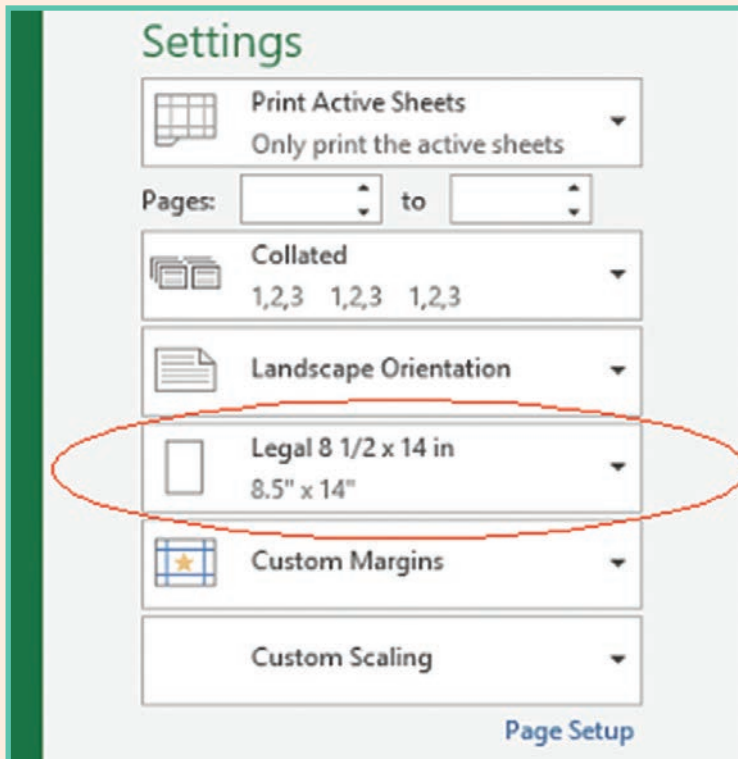 Settings
Print Active Sheets
Only print the active sheets
Pages: to
Collated
1,2,3 1,2,3 1,2,3
Landscape Orientation
Legal 8 1/2 x 14 in
8.5" x 14"
Custom Margins
Custom Scaling
Page Setup